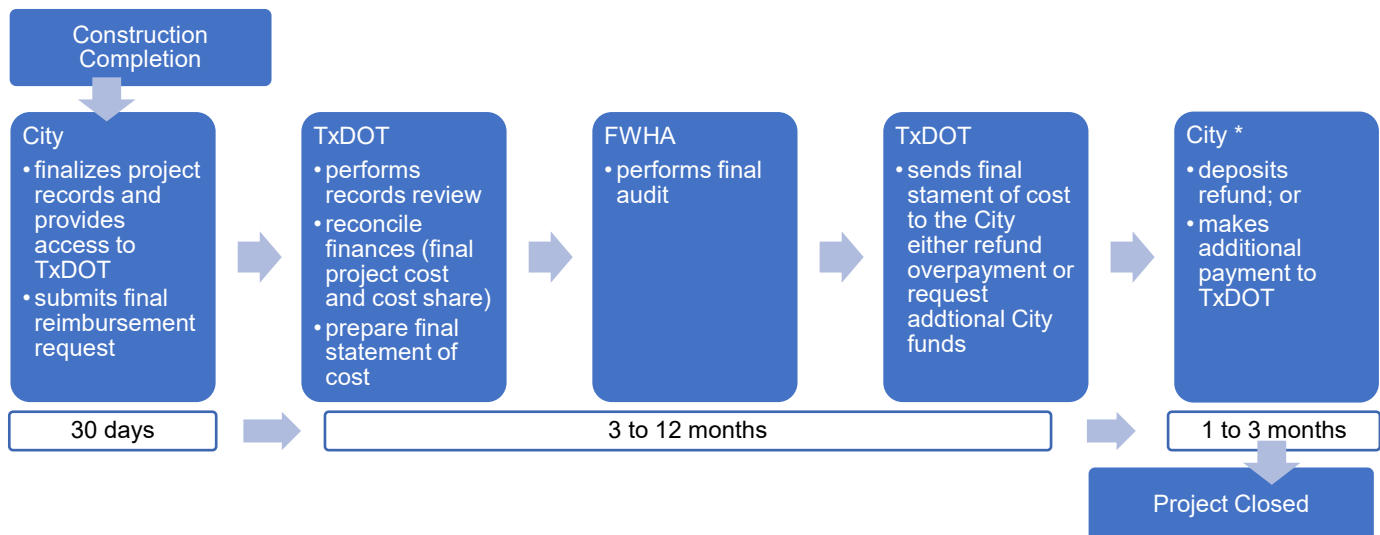 Construction
Completion
City
• finalizes project
records and
provides
access to
TxDOT
• submits final
reimbursement
request
TxDOT
• performs
records review
• reconcile
finances (final
project cost
and cost share)
• prepare final
statement of
cost
FWHA
• performs final
audit
TxDOT
• sends final
stament of cost
to the City
either refund
overpayment or
request
addtional City
funds
City *
• deposits
refund; or
• makes
additional
payment to
TxDOT
30 days
3 to 12 months
1 to 3 months
Project Closed